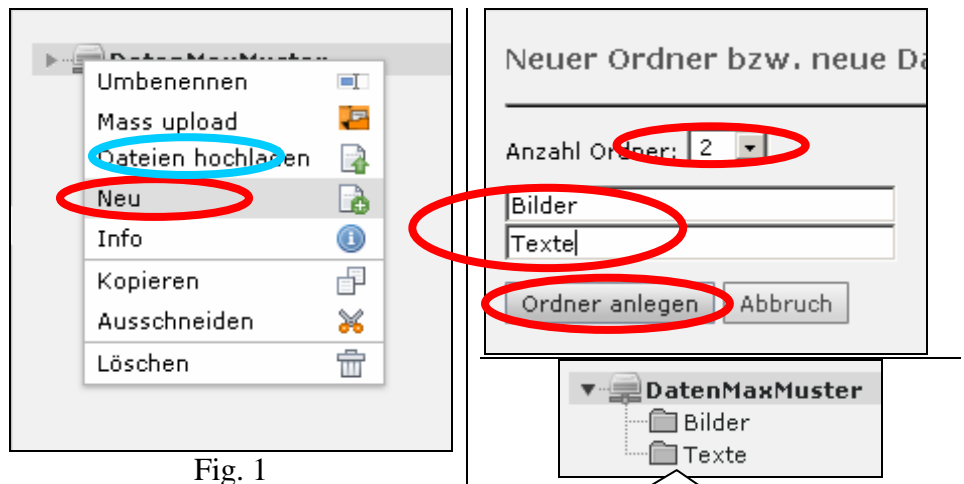 DatenMaxMuster
Umbenennen
Mass upload
Dateien hochladen
Neu
Info
Kopieren
Ausschneiden
Löschen
Fig. 1
Neuer Ordner bzw. neue Da
Anzahl Ordner: 2
Bilder
Texte
Ordner anlegen Abbruch
DatenMaxMuster
Bilder
Texte